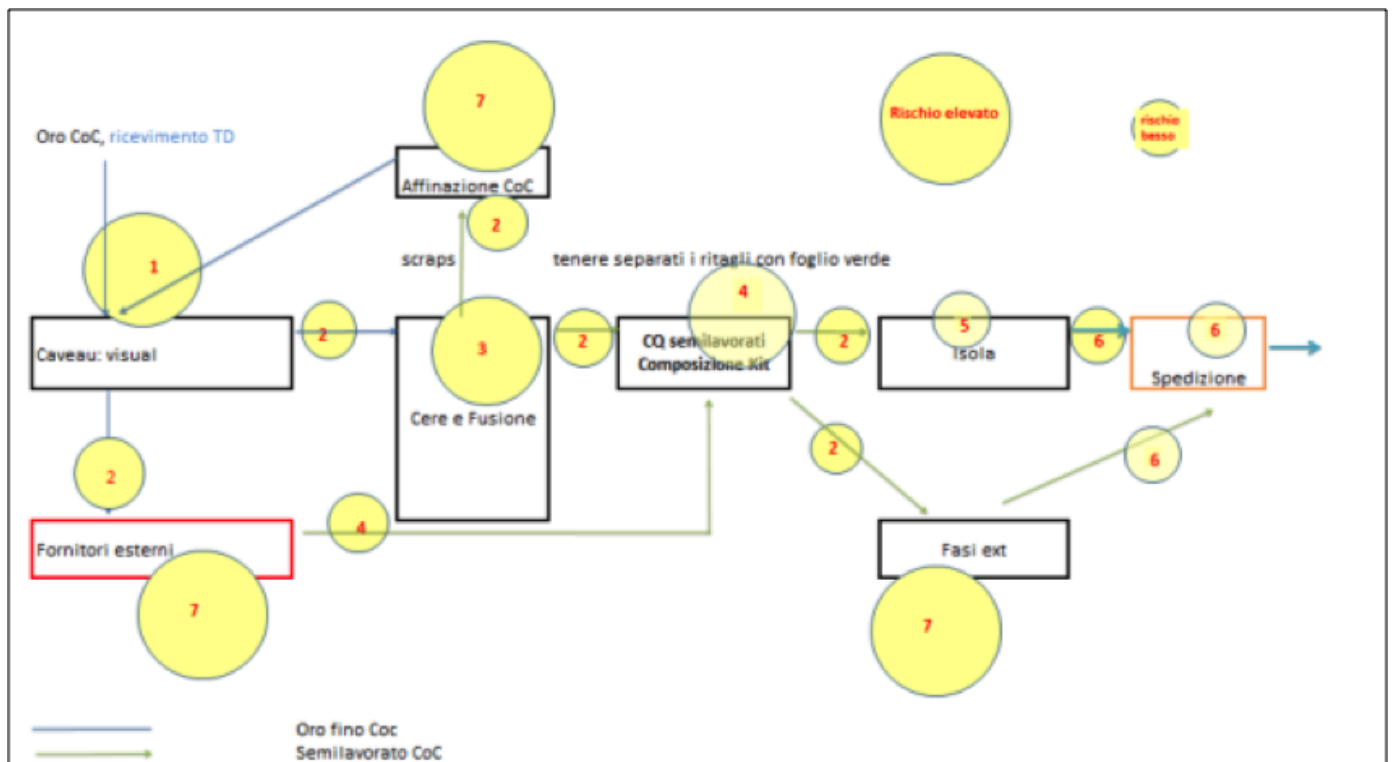 7
Rischio elevato
rischio
besso
Oro CoC, ricevimento TD
Affinazione CoC
2
scraps
tenere separati i ritagli con foglio verde
1
4
Caveau: visual
2
3
2
CQ semilavorati
Composizione Kit
2
5
Isola
6
6
Spedizione
Cere e Fusione
2
2
6
4
Fornitori esterni
Fasi ext
7
7
Oro fino Coc
Semilavorato CoC